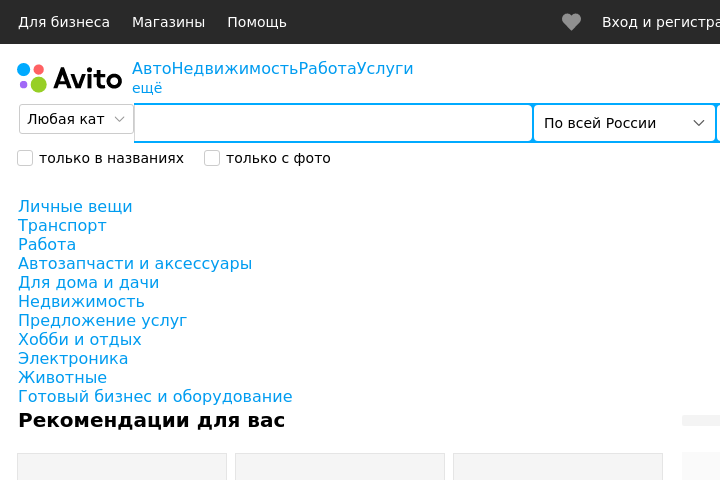 Для бизнеса Магазины Помощь Вход и регистра
Avito АвтоНедвижимостьРаботаУслуги
ещё
Любая кат По всей России
только в названиях только с фото
Личные вещи
Транспорт
Работа
Автозапчасти и аксессуары
Для дома и дачи
Недвижимость
Предложение услуг
Хобби и отдых
Электроника
Животные
Готовый бизнес и оборудование
Рекомендации для вас